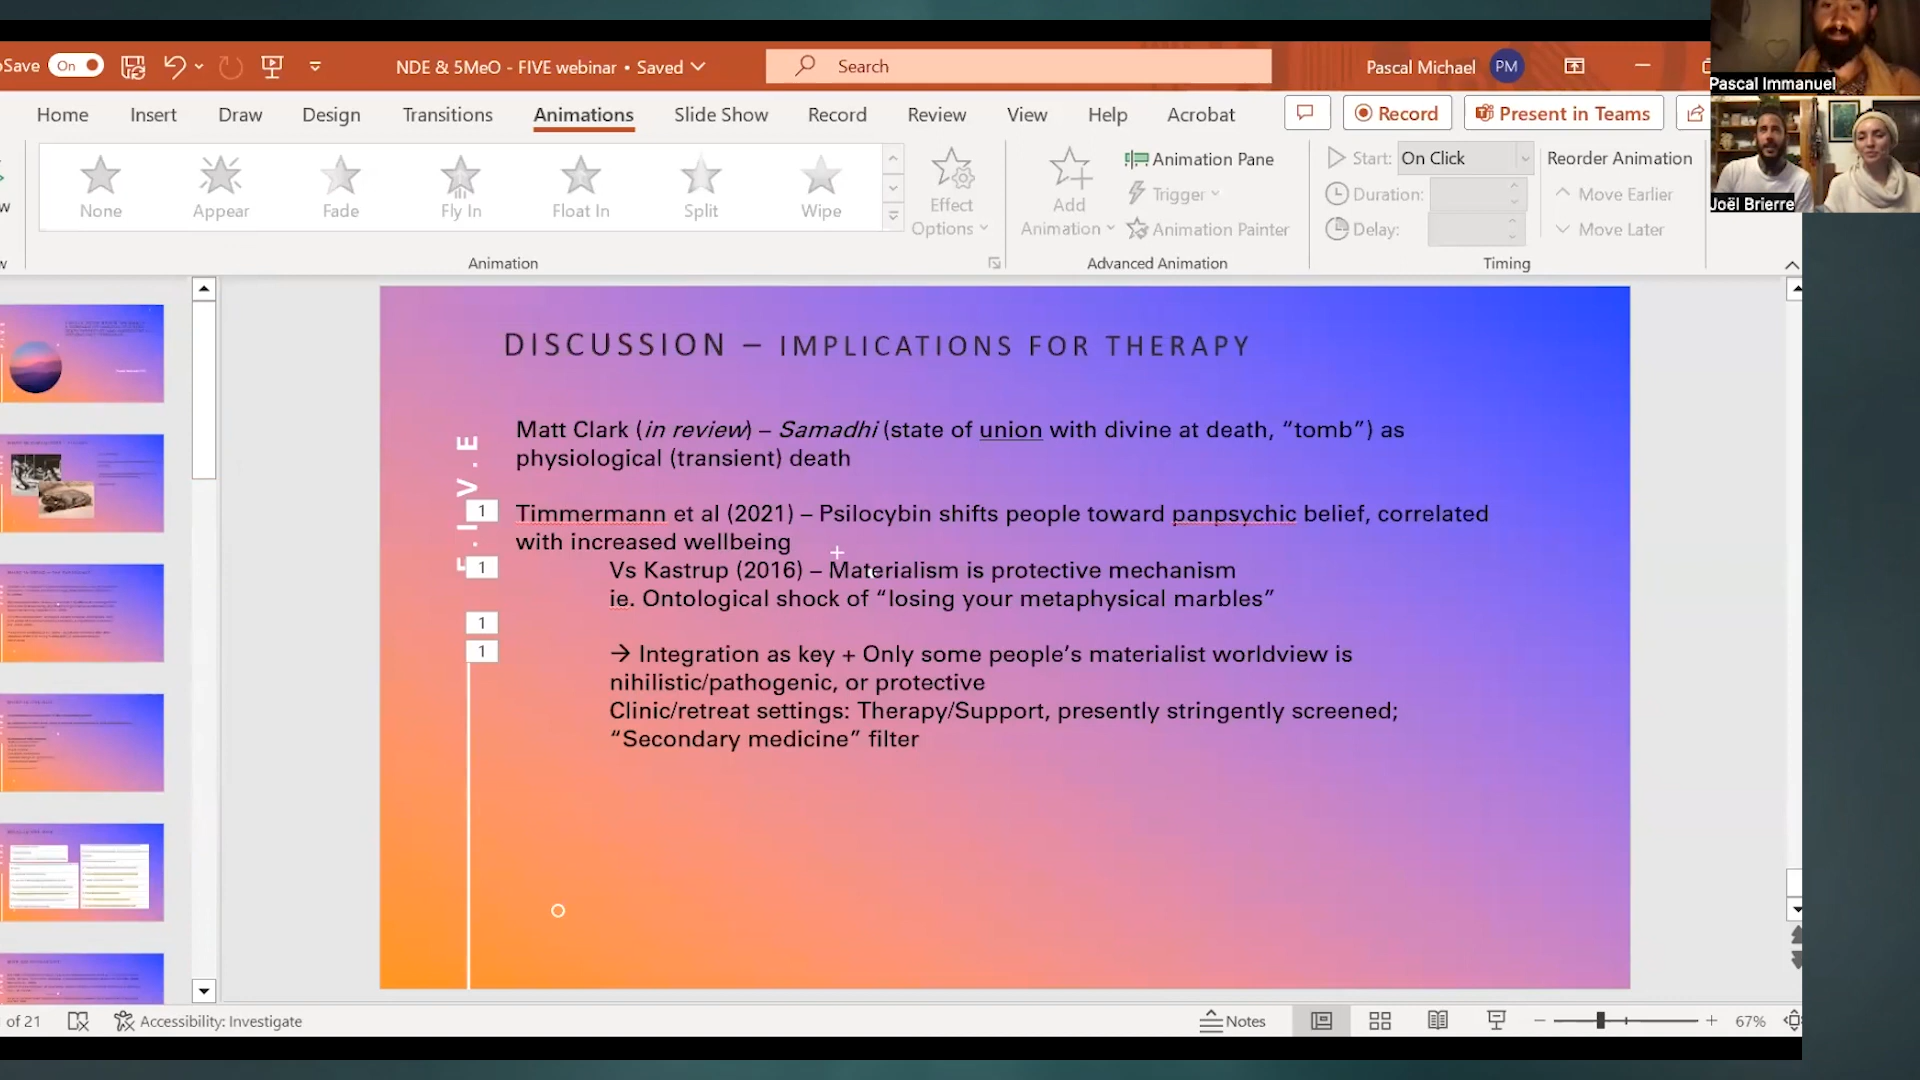 Save On
NDE & 5MeO - FIVE webinar • Saved
Search
Pascal Michael PM
Pascal Immanuel
Joël Brierre
Home Insert Draw Design Transitions Animations Slide Show Record Review View Help Acrobat
Record
Present in Teams
None Appear Fade Fly In Float In Split Wipe
Effect Options
Add Animation
Animation Pane
Trigger
Animation Painter
Start: On Click
Duration:
Delay:
Reorder Animation
Move Earlier
Move Later
Animation
Advanced Animation
Timing
DISCUSSION – IMPLICATIONS FOR THERAPY
F.I.V.E
Matt Clark (in review) – Samadhi (state of union with divine at death, “tomb”) as
physiological (transient) death
1
Timmermann et al (2021) – Psilocybin shifts people toward panpsychic belief, correlated
with increased wellbeing
1
Vs Kastrup (2016) – Materialism is protective mechanism
ie. Ontological shock of “losing your metaphysical marbles”
1
1
→ Integration as key + Only some people’s materialist worldview is
nihilistic/pathogenic, or protective
Clinic/retreat settings: Therapy/Support, presently stringently screened;
“Secondary medicine” filter
of 21
Accessibility: Investigate
Notes
67%